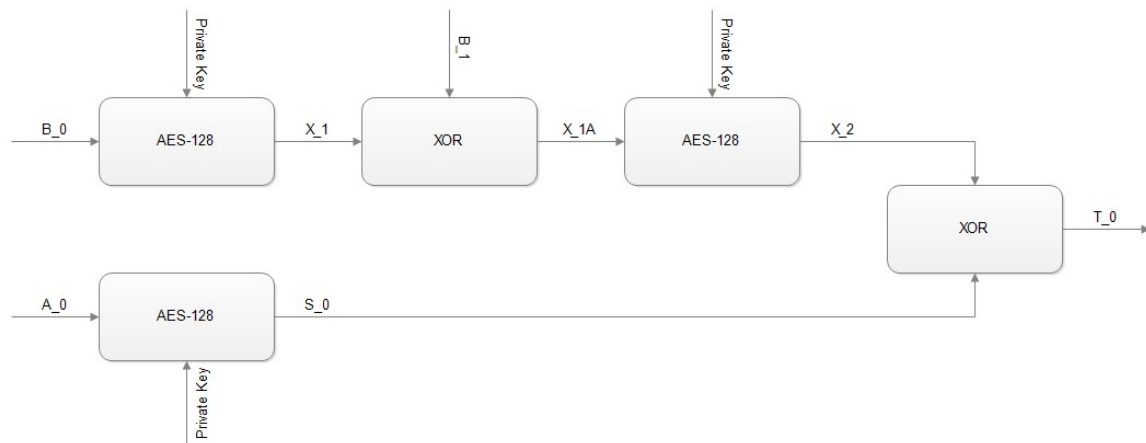 Private Key
B_1
Private Key
B_0
AES-128
X_1
XOR
X_1A
AES-128
X_2
XOR
T_0
A_0
AES-128
S_0
Private Key